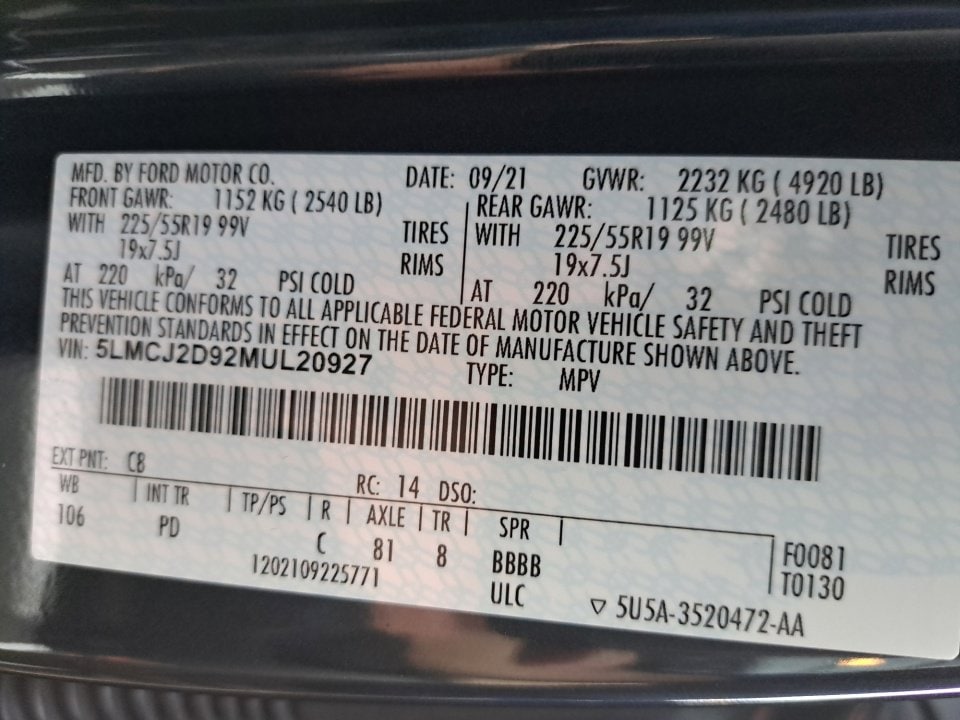 MFD. BY FORD MOTOR CO. DATE: 09/21 GVWR: 2232 KG ( 4920 LB)
FRONT GAWR: 1152 KG ( 2540 LB) REAR GAWR: 1125 KG ( 2480 LB)
WITH 225/55R19 99V TIRES WITH 225/55R19 99V TIRES
19x7.5J RIMS 19x7.5J RIMS
AT 220 kPa/ 32 PSI COLD AT 220 kPa/ 32 PSI COLD
THIS VEHICLE CONFORMS TO ALL APPLICABLE FEDERAL MOTOR VEHICLE SAFETY AND THEFT
PREVENTION STANDARDS IN EFFECT ON THE DATE OF MANUFACTURE SHOWN ABOVE.
VIN: 5LMCJ2D92MUL20927 TYPE: MPV
EXT PNT: C8 RC: 14 DSO:
WB | INT TR | TP/PS | R | AXLE | TR | SPR |
106 PD C 81 8 BBBB F0081
1202109225771 ULC T0130
▽ 5U5A-3520472-AA